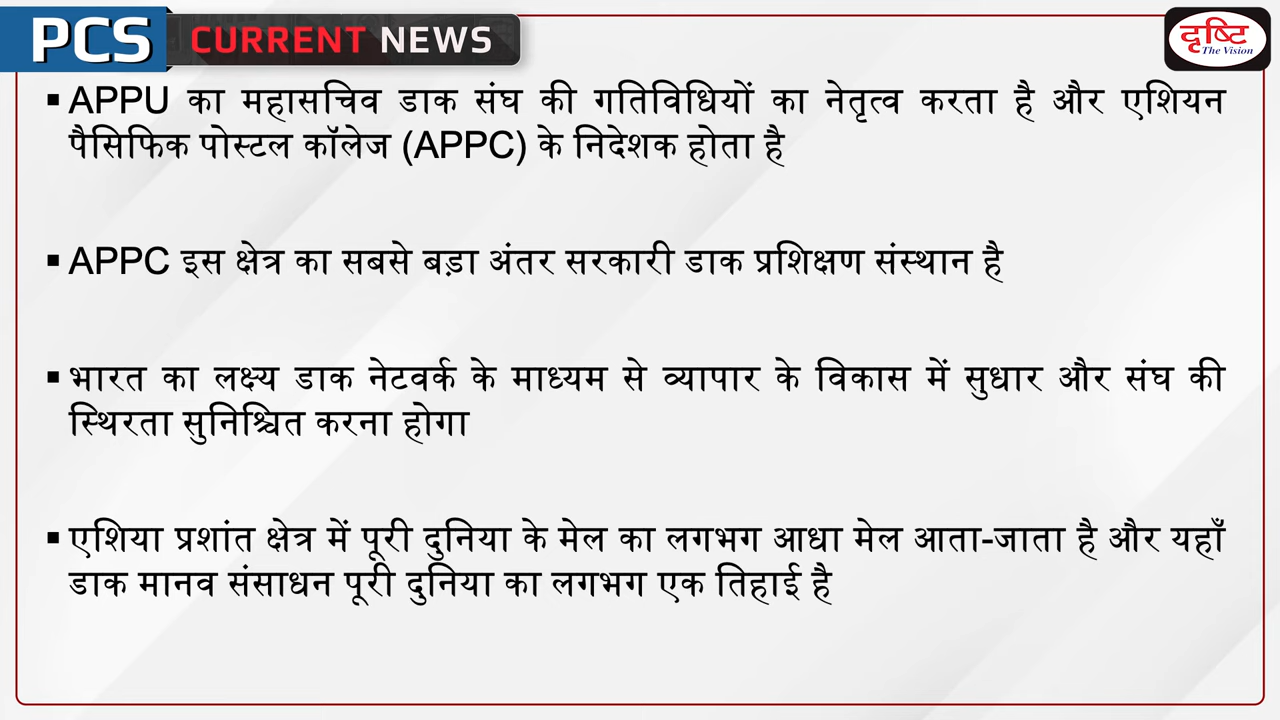 PCS CURRENT NEWS
दृष्टि
The Vision
▪ APPU का महासचिव डाक संघ की गतिविधियों का नेतृत्व करता है और एशियन
पैसिफिक पोस्टल कॉलेज (APPC) के निदेशक होता है
▪ APPC इस क्षेत्र का सबसे बड़ा अंतर सरकारी डाक प्रशिक्षण संस्थान है
▪ भारत का लक्ष्य डाक नेटवर्क के माध्यम से व्यापार के विकास में सुधार और संघ की
स्थिरता सुनिश्चित करना होगा
▪ एशिया प्रशांत क्षेत्र में पूरी दुनिया के मेल का लगभग आधा मेल आता-जाता है और यहाँ
डाक मानव संसाधन पूरी दुनिया का लगभग एक तिहाई है